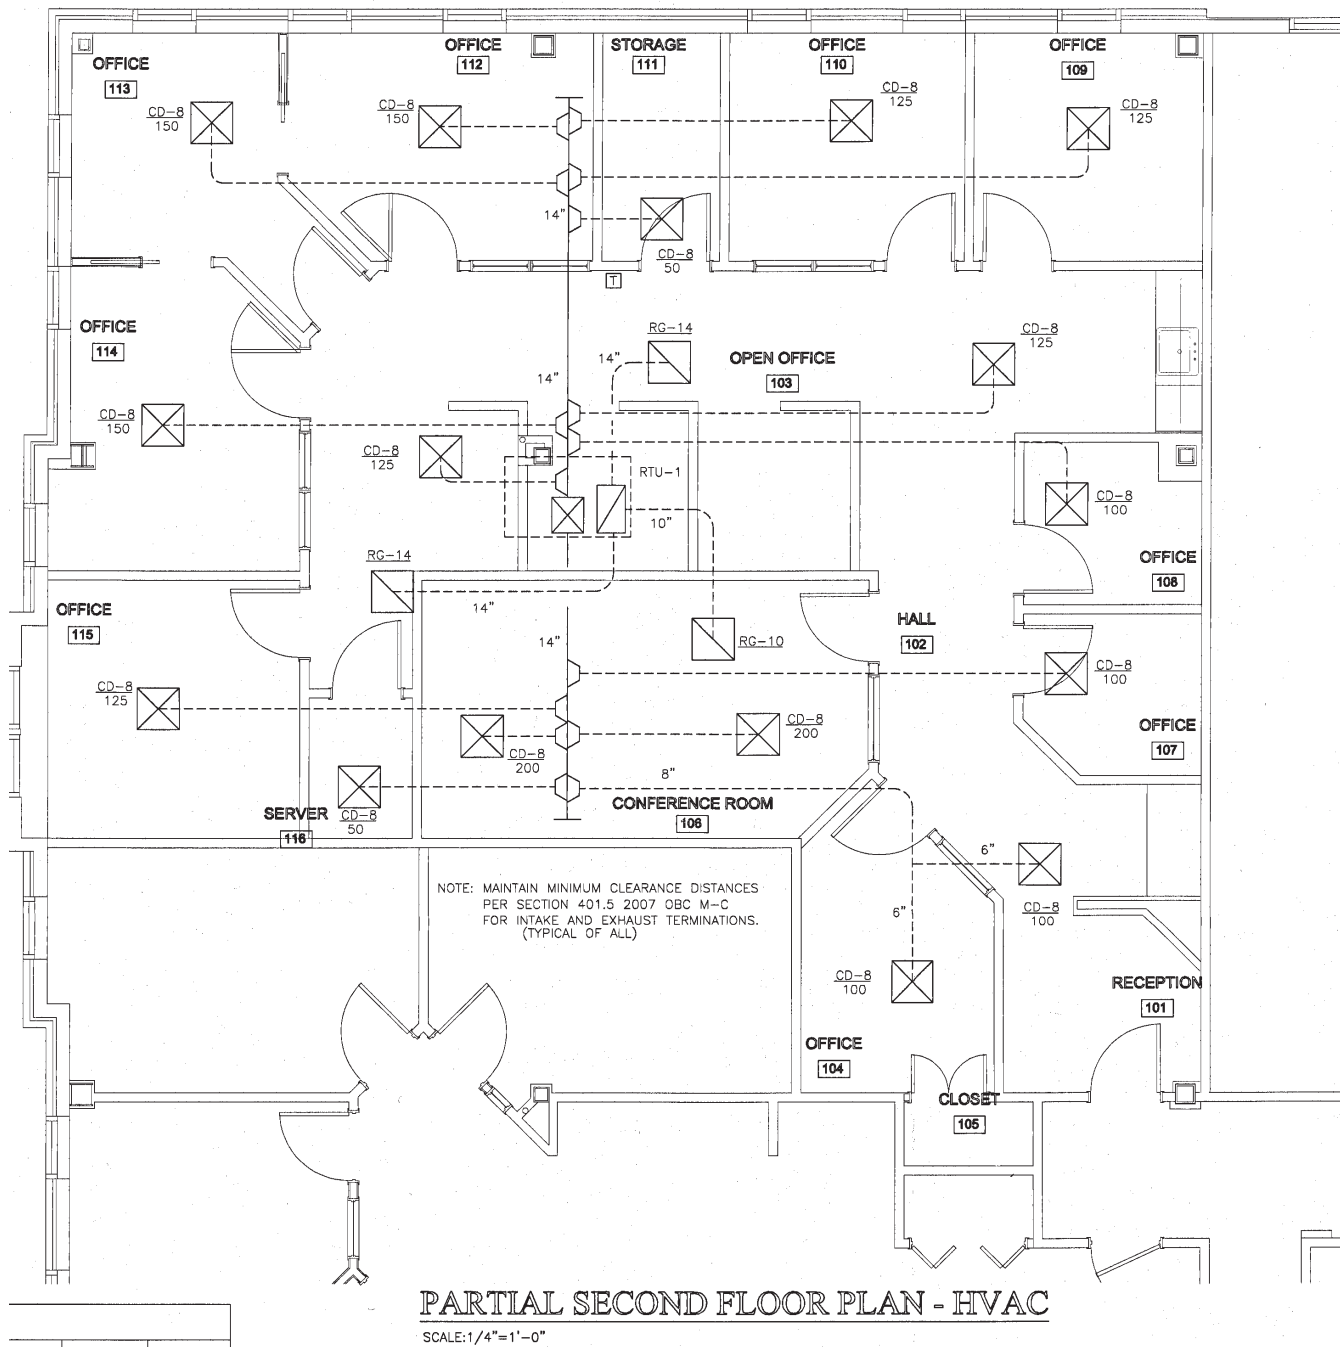 OFFICE
113
CD-8
150
OFFICE
112
CD-8
150
STORAGE
111
OFFICE
110
CD-8
125
OFFICE
109
CD-8
125
14"
CD-8
50
T
OFFICE
114
CD-8
150
RG-14
14"
14"
OPEN OFFICE
103
CD-8
125
CD-8
125
RTU-1
10"
CD-8
100
OFFICE
108
RG-14
14"
OFFICE
115
CD-8
125
14"
RG-10
HALL
102
CD-8
100
OFFICE
107
CD-8
200
CD-8
200
8"
CONFERENCE ROOM
106
SERVER
116
CD-8
50
6"
CD-8
100
6"
NOTE: MAINTAIN MINIMUM CLEARANCE DISTANCES
PER SECTION 401.5 2007 OBC M-C
FOR INTAKE AND EXHAUST TERMINATIONS.
(TYPICAL OF ALL)
CD-8
100
RECEPTION
101
OFFICE
104
CLOSET
105
PARTIAL SECOND FLOOR PLAN - HVAC
SCALE:1/4"=1'-0"